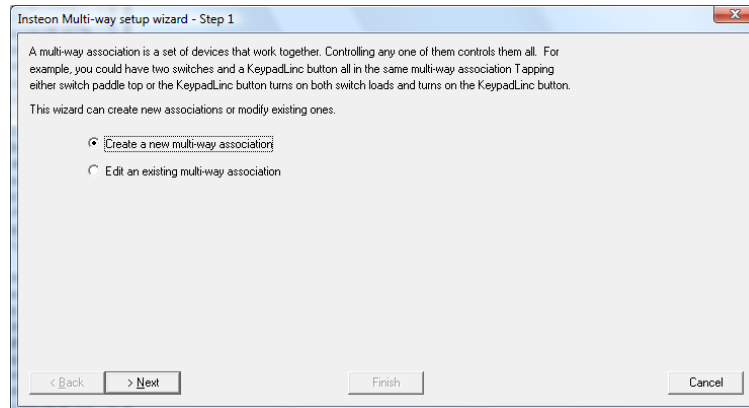 Insteon Multi-way setup wizard - Step 1
A multi-way association is a set of devices that work together. Controlling any one of them controls them all. For
example, you could have two switches and a KeypadLinc button all in the same multi-way association Tapping
either switch paddle top or the KeypadLinc button turns on both switch loads and turns on the KeypadLinc button.
This wizard can create new associations or modify existing ones.
Create a new multi-way association
Edit an existing multi-way association
< Back
> Next
Finish
Cancel